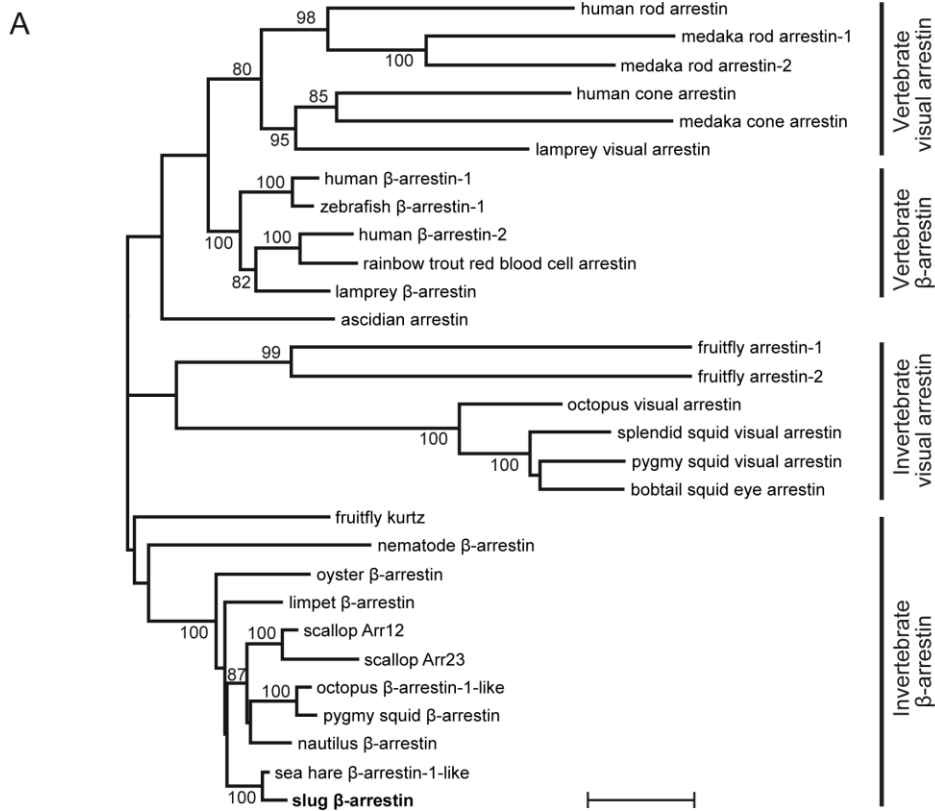 A
98
human rod arrestin
medaka rod arrestin-1
100
medaka rod arrestin-2
80
85
human cone arrestin
medaka cone arrestin
95
lamprey visual arrestin
Vertebrate
visual arrestin
100
human β-arrestin-1
zebrafish β-arrestin-1
100
100
human β-arrestin-2
rainbow trout red blood cell arrestin
82
lamprey β-arrestin
Vertebrate
β-arrestin
ascidian arrestin
99
fruitfly arrestin-1
fruitfly arrestin-2
octopus visual arrestin
100
splendid squid visual arrestin
100
pygmy squid visual arrestin
bobtail squid eye arrestin
Invertebrate
visual arrestin
fruitfly kurtz
nematode β-arrestin
oyster β-arrestin
limpet β-arrestin
100
100
scallop Arr12
scallop Arr23
87
100
octopus β-arrestin-1-like
pygmy squid β-arrestin
nautilus β-arrestin
sea hare β-arrestin-1-like
100
slug β-arrestin
Invertebrate
β-arrestin